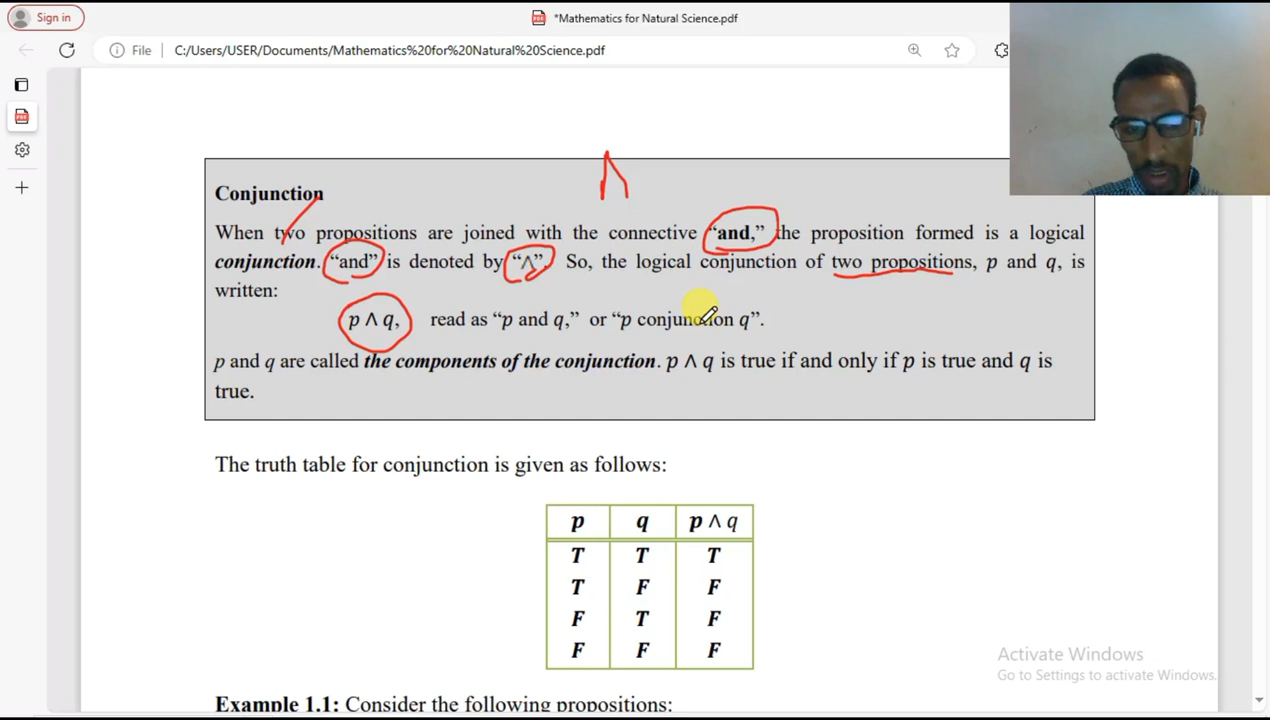 Sign in
*Mathematics for Natural Science.pdf
File
C:/Users/USER/Documents/Mathematics%20for%20Natural%20Science.pdf
Λ
Conjunction
When two propositions are joined with the connective “and,” the proposition formed is a logical
conjunction. “and” is denoted by “∧”. So, the logical conjunction of two propositions, p and q, is
written:
p ∧ q, read as “p and q,” or “p conjunction q”.
p and q are called the components of the conjunction. p ∧ q is true if and only if p is true and q is
true.
The truth table for conjunction is given as follows:
p q p ∧ q
T T T
T F F
F T F
F F F
Activate Windows
Go to Settings to activate Windows.
Example 1.1: Consider the following propositions: